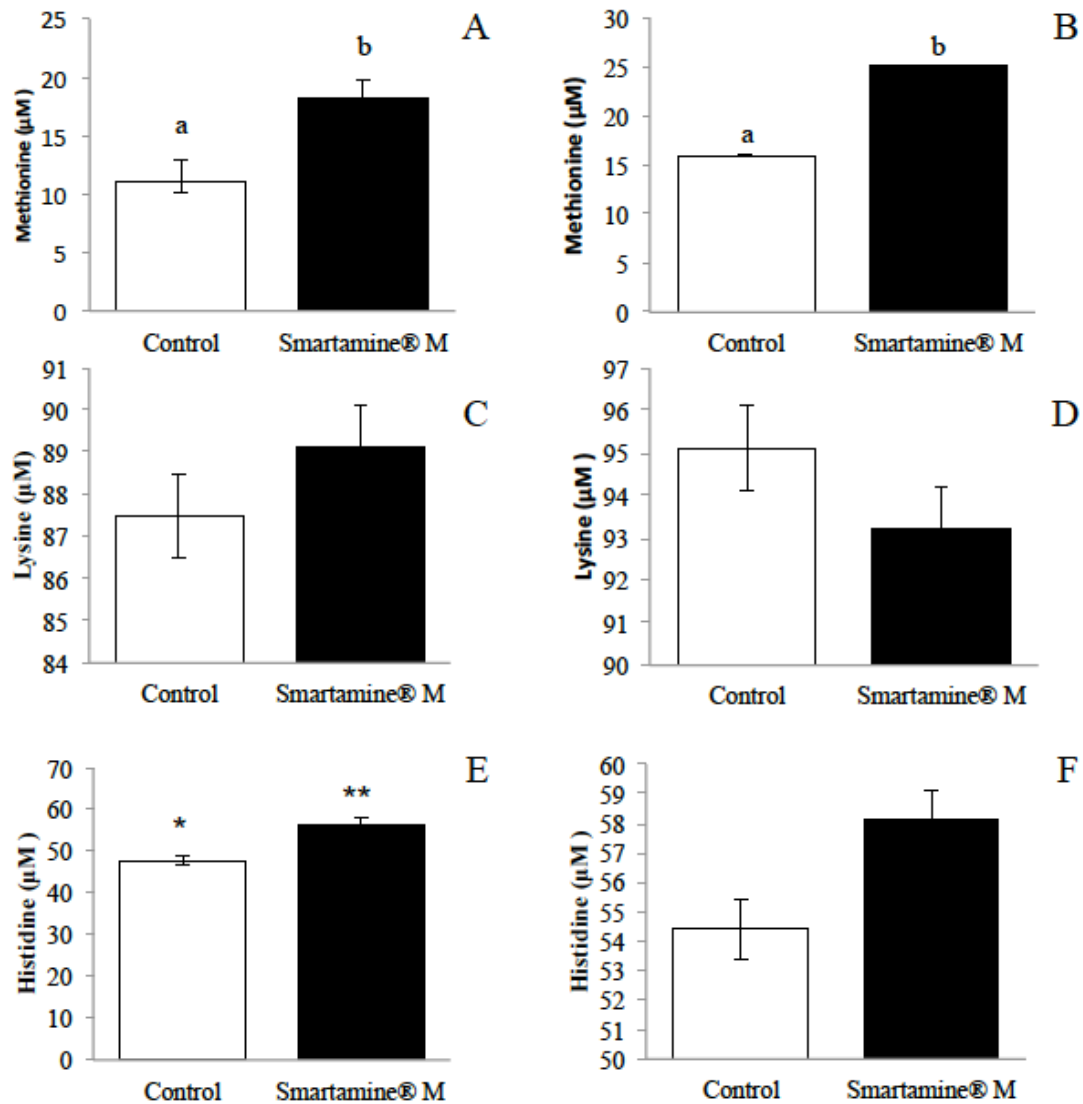 A
Methionine (µM)
25
20
15
10
5
0
a
b
Control
Smartamine® M
B
Methionine (µM)
30
25
20
15
10
5
0
a
b
Control
Smartamine® M
C
Lysine (µM)
91
90
89
88
87
86
85
84
Control
Smartamine® M
D
Lysine (µM )
97
96
95
94
93
92
91
90
Control
Smartamine® M
E
Histidine (µM )
70
60
50
40
30
20
10
0
*
**
Control
Smartamine® M
F
Histidine (µM )
60
59
58
57
56
55
54
53
52
51
50
Control
Smartamine® M